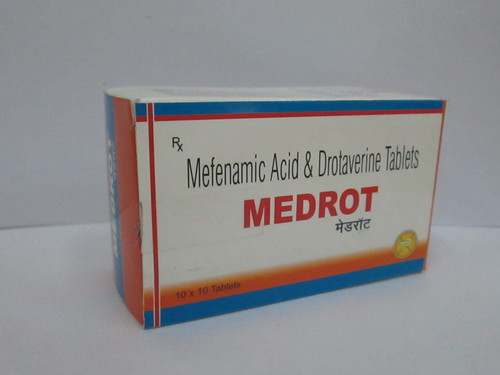 Rx
Mefenamic Acid & Drotaverine Tablets
MEDROT
मेडरॉट
10 x 10 Tablets